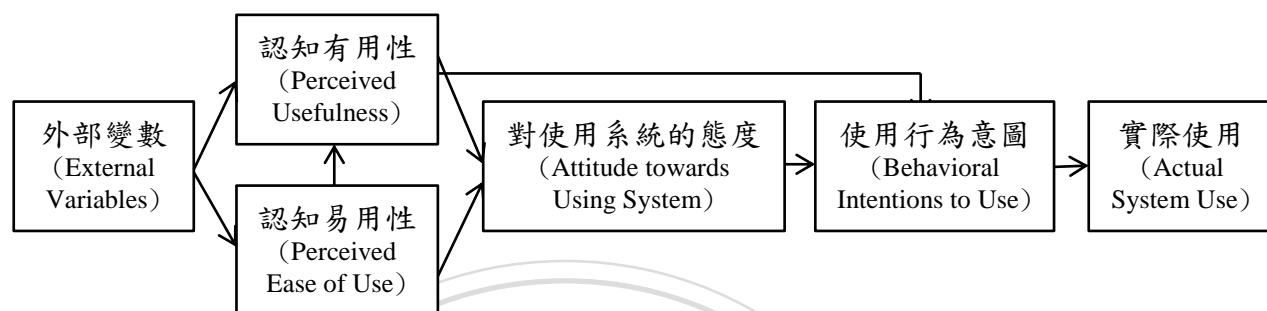 認知有用性
（Perceived
Usefulness）
外部變數
（External
Variables）
認知易用性
（Perceived
Ease of Use）
對使用系統的態度
（Attitude towards
Using System）
使用行為意圖
（Behavioral
Intentions to Use）
實際使用
（Actual
System Use）